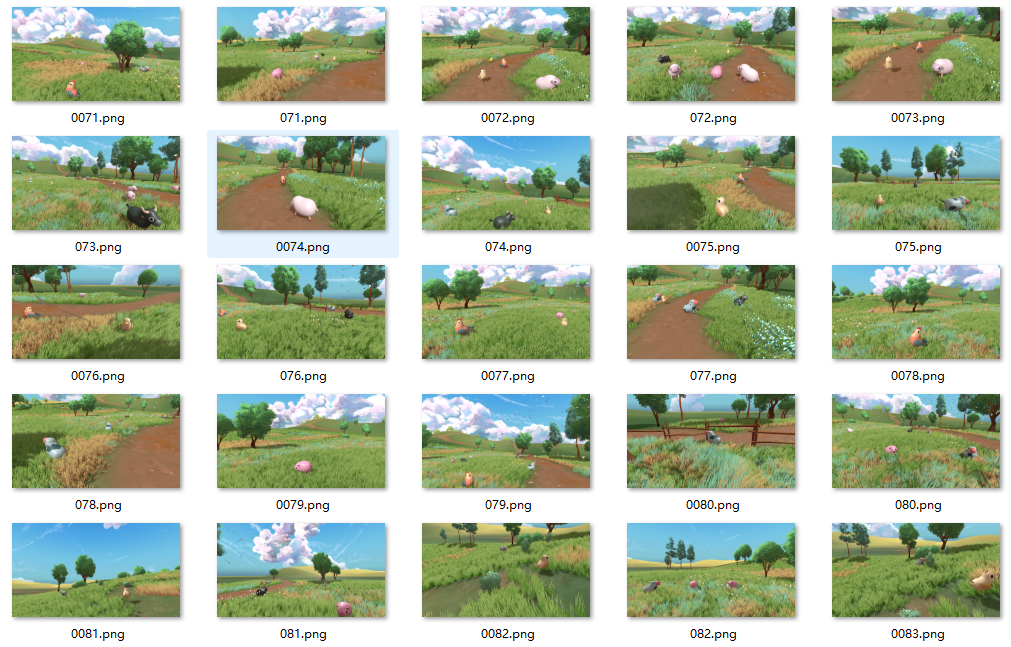 0071.png 071.png 0072.png 072.png 0073.png
073.png 0074.png 074.png 0075.png 075.png
0076.png 076.png 0077.png 077.png 0078.png
078.png 0079.png 079.png 0080.png 080.png
0081.png 081.png 0082.png 082.png 0083.png